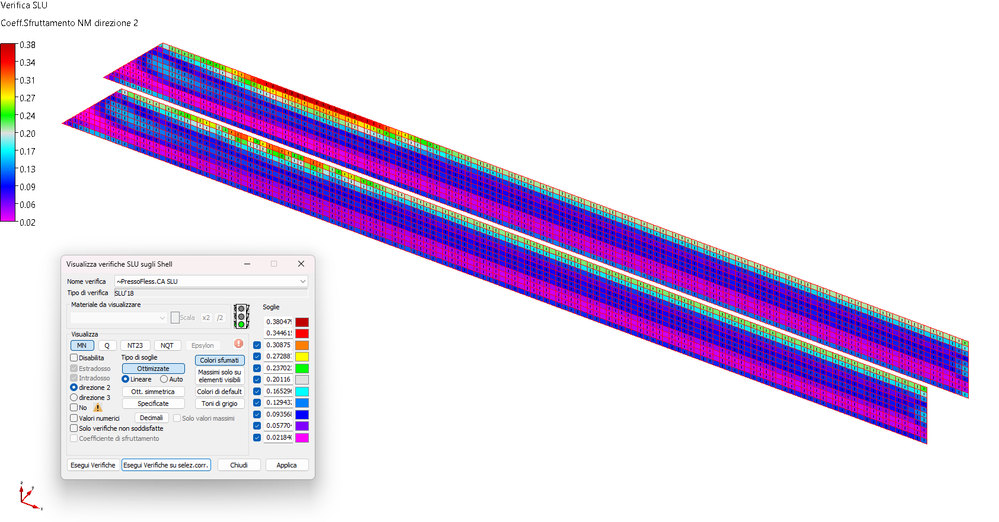 Verifica SLU
Coeff.Sfruttamento NM direzione 2
0.38
0.34
0.31
0.27
0.24
0.20
0.17
0.13
0.09
0.06
0.02
Visualizza verifiche SLU sugli Shell
Nome verifica ~PressoFless.CA SLU
Tipo di verifica SLU'18
Materiale da visualizzare
Scala x2 /2
Soglie
0.380479
0.34461
0.30875
0.27288
0.23702
0.20116
0.16529
0.12943
0.09356
0.05770
0.02184
Visualizza
MN Q NT23 NQT Epsylon
Disabilita
Estradosso
Intradosso
direzione 2
direzione 3
No
Tipo di soglie
Ottimizzate
Lineare Auto
Ott. simmetrica
Specificate
Colori sfumati
Massimi solo su
elementi visibili
Colori di default
Toni di grigio
Valori numerici Decimali Solo valori massimi
Solo verifiche non soddisfatte
Coefficiente di sfruttamento
Esegui Verifiche Esegui Verifiche su selez.corr. Chiudi Applica
z
y
x